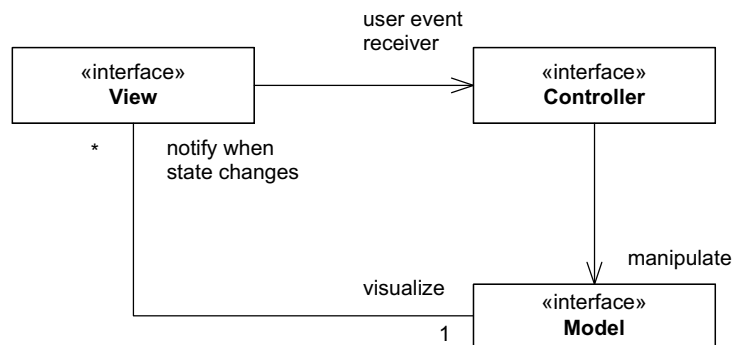 user event
receiver
«interface»
View
«interface»
Controller
*
notify when
state changes
manipulate
visualize
«interface»
Model
1